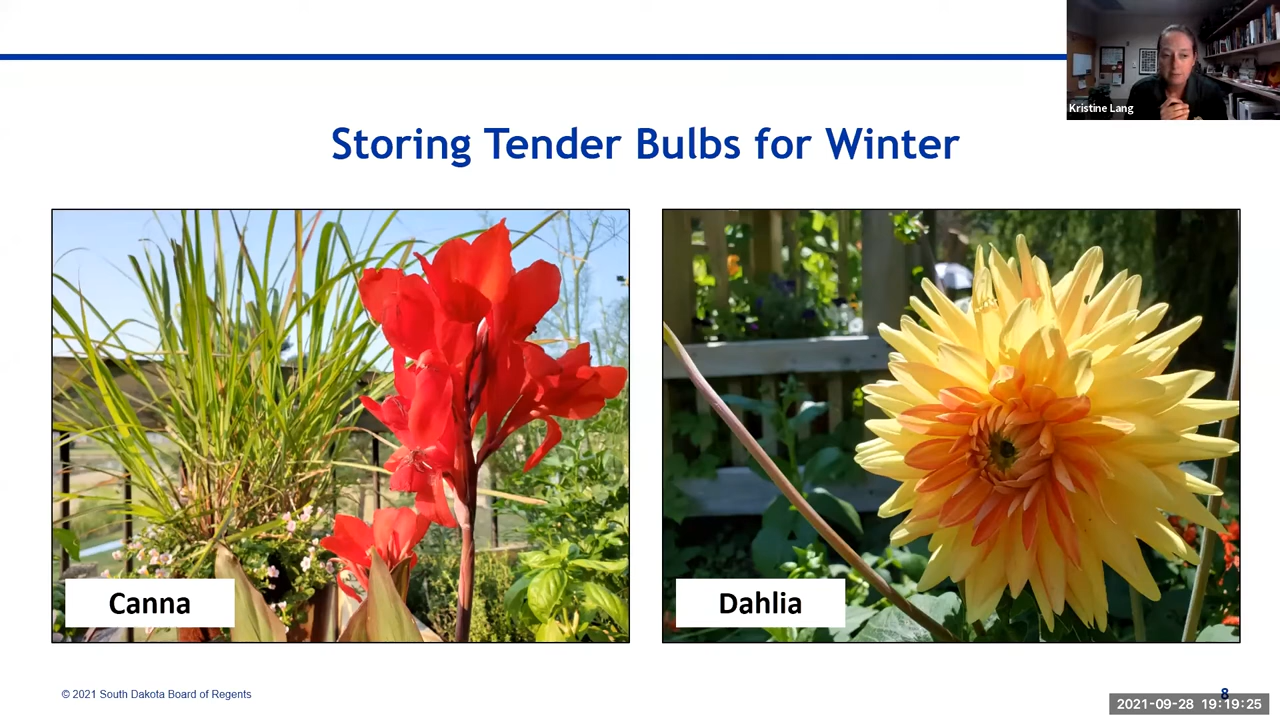 Kristine Lang
Storing Tender Bulbs for Winter
Canna
Dahlia
© 2021 South Dakota Board of Regents
8
2021-09-28 19:19:25